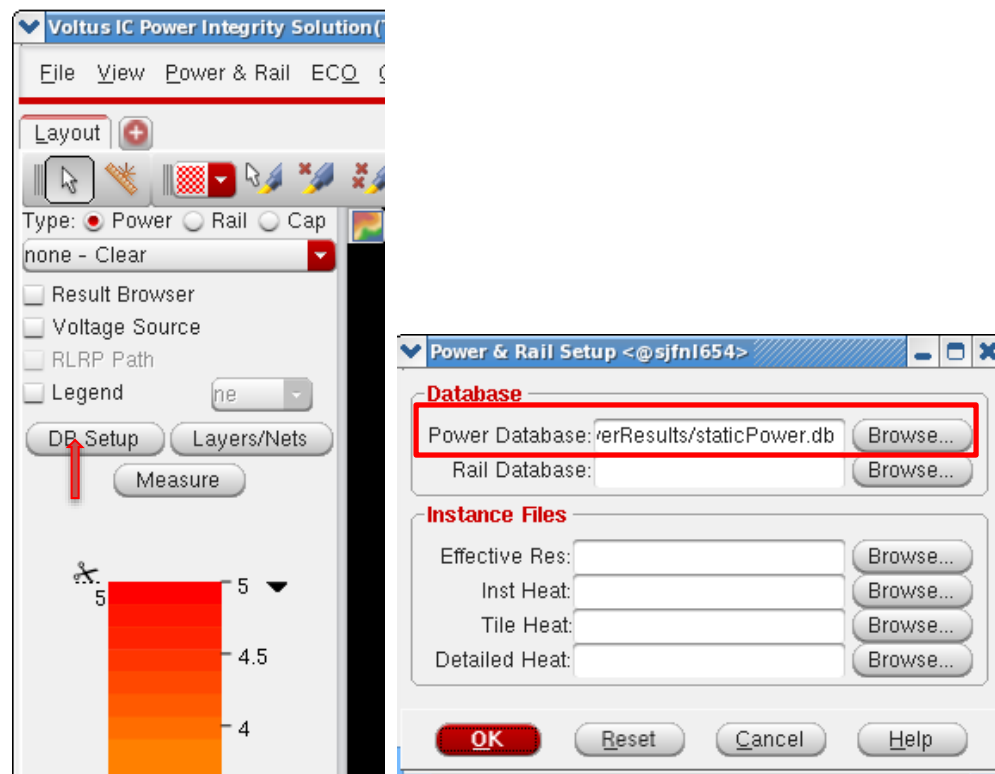 Voltus IC Power Integrity Solution(
File View Power & Rail ECO
Layout
Type: Power Rail Cap
none - Clear
Result Browser
Voltage Source
RLRP Path
Legend ne
DB Setup Layers/Nets
Measure
5 5
4.5
4
Power & Rail Setup <@sjfnl654>
Database
Power Database: verResults/staticPower.db Browse...
Rail Database: Browse...
Instance Files
Effective Res: Browse...
Inst Heat: Browse...
Tile Heat: Browse...
Detailed Heat: Browse...
OK Reset Cancel Help